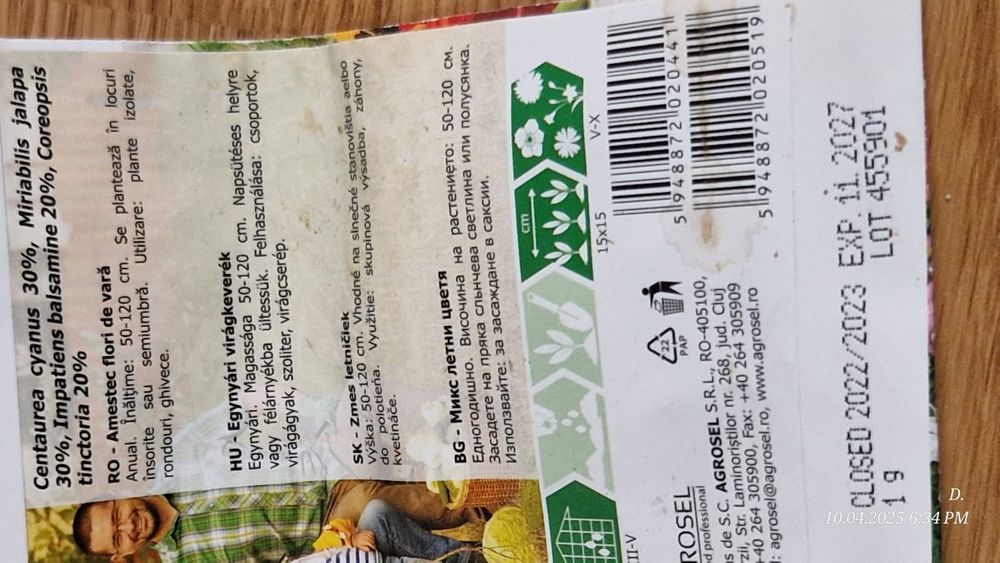 Centaurea cyanus 30%, Miriabilis jalapa
30%, Impatiens balsamine 20%, Coreopsis
tinctoria 20%
RO - Amestec flori de vară
Anual. Înălțime: 50-120 cm. Se plantează în locuri
însorite sau semiumbră. Utilizare: plante izolate,
rondouri, ghivece.
HU - Egynyári virágkeverék
Egynyári. Magassága 50-120 cm. Napsütéses helyre
vagy félárnyékba ültessük. Felhasználása: csoportok,
virágágyak, szoliter, virágcserép.
SK - Zmes letničiek
Výška: 50-120 cm. Vhodné na slnečné stanovištia aelbo
do polotieňa. Využitie: skupinová výsadba, záhony,
kvetináče.
BG - Микс летни цветя
Едногодишно. Височина на растението: 50-120 см.
Засадете на пряка слънчева светлина или полусянка.
Използвайте: за засаждане в саксии.
cm
II-V
15x15
V-X
5 948872 020441
5 948872 020519
22
PAP
ROSEL
d professional
us de S.C. AGROSEL S.R.L., RO-405100,
rzii, Str. Laminoriștilor nr. 268, jud. Cluj
+40 264 305900, Fax: +40 264 305909
l: agrosel@agrosel.ro, www.agrosel.ro
CLOSED 2022/2023 EXP. ii. 2027
1 g LOT 455901
D.
10.04.2025 6:34 PM